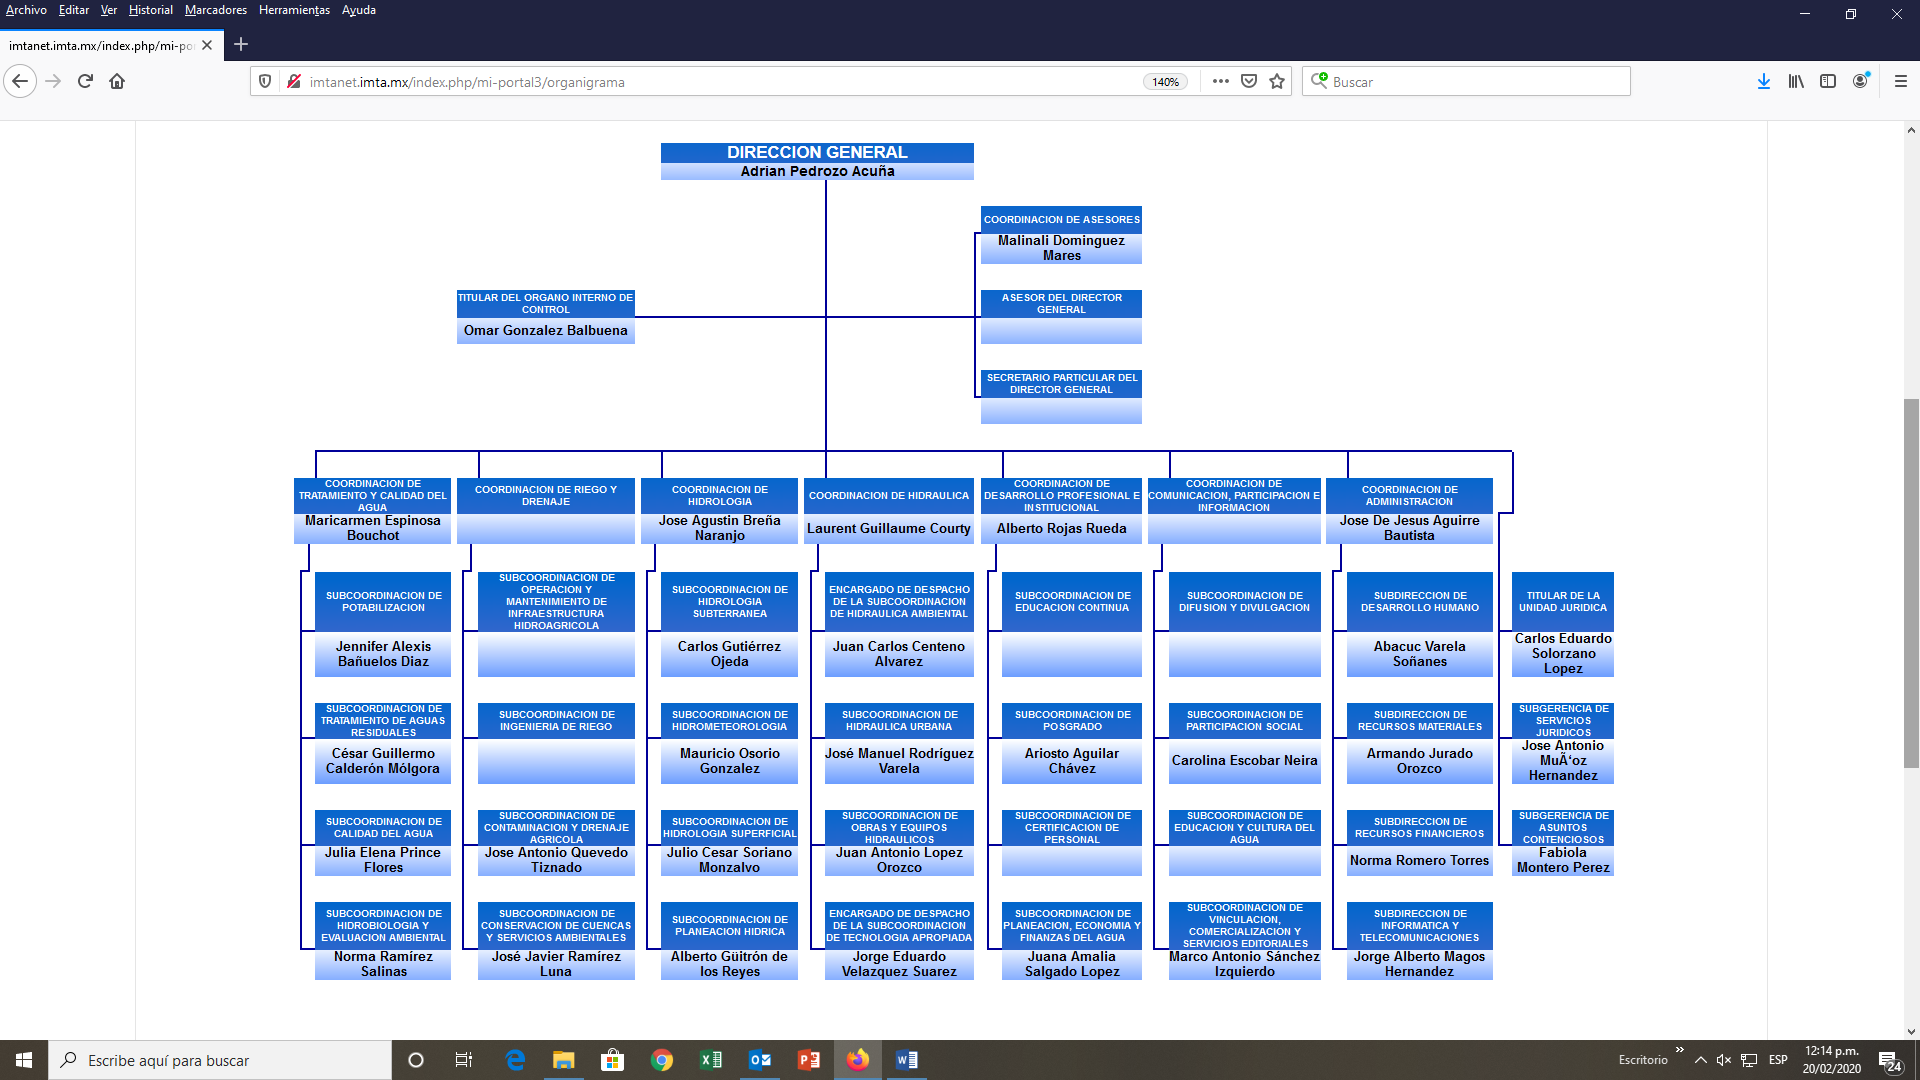 Archivo Editar Ver Historial Marcadores Herramientas Ayuda
imtanet.imta.mx/index.php/mi-po
imtanet.imta.mx/index.php/mi-portal3/organigrama
140%
Buscar
DIRECCION GENERAL
Adrian Pedrozo Acuña
COORDINACION DE ASESORES
Malinali Dominguez
Mares
TITULAR DEL ORGANO INTERNO DE
CONTROL
Omar Gonzalez Balbuena
ASESOR DEL DIRECTOR
GENERAL
SECRETARIO PARTICULAR DEL
DIRECTOR GENERAL
COORDINACION DE
TRATAMIENTO Y CALIDAD DEL
AGUA
Maricarmen Espinosa
Bouchot
COORDINACION DE RIEGO Y
DRENAJE
COORDINACION DE
HIDROLOGIA
Jose Agustin Breña
Naranjo
COORDINACION DE HIDRAULICA
Laurent Guillaume Courty
COORDINACION DE
DESARROLLO PROFESIONAL E
INSTITUCIONAL
Alberto Rojas Rueda
COORDINACION DE
COMUNICACION, PARTICIPACION E
INFORMACION
COORDINACION DE
ADMINISTRACION
Jose De Jesus Aguirre
Bautista
SUBCOORDINACION DE
POTABILIZACION
Jennifer Alexis
Bañuelos Diaz
SUBCOORDINACION DE
OPERACION Y
MANTENIMIENTO DE
INFRAESTRUCTURA
HIDROAGRICOLA
SUBCOORDINACION DE
HIDROLOGIA
SUBTERRANEA
Carlos Gutiérrez
Ojeda
ENCARGADO DE DESPACHO
DE LA SUBCOORDINACION
DE HIDRAULICA AMBIENTAL
Juan Carlos Centeno
Alvarez
SUBCOORDINACION DE
EDUCACION CONTINUA
SUBCOORDINACION DE
DIFUSION Y DIVULGACION
SUBDIRECCION DE
DESARROLLO HUMANO
Abacuc Varela
Soñanes
TITULAR DE LA
UNIDAD JURIDICA
Carlos Eduardo
Solorzano
Lopez
SUBCOORDINACION DE
TRATAMIENTO DE AGUAS
RESIDUALES
César Guillermo
Calderón Mólgora
SUBCOORDINACION DE
INGENIERIA DE RIEGO
SUBCOORDINACION DE
HIDROMETEOROLOGIA
Mauricio Osorio
Gonzalez
SUBCOORDINACION DE
HIDRAULICA URBANA
José Manuel Rodríguez
Varela
SUBCOORDINACION DE
POSGRADO
Ariosto Aguilar
Chávez
SUBCOORDINACION DE
PARTICIPACION SOCIAL
Carolina Escobar Neira
SUBDIRECCION DE
RECURSOS MATERIALES
Armando Jurado
Orozco
SUBGERENCIA DE
SERVICIOS
JURIDICOS
Jose Antonio
MuÃ‘oz
Hernandez
SUBCOORDINACION DE
CALIDAD DEL AGUA
Julia Elena Prince
Flores
SUBCOORDINACION DE
CONTAMINACION Y DRENAJE
AGRICOLA
Jose Antonio Quevedo
Tiznado
SUBCOORDINACION DE
HIDROLOGIA SUPERFICIAL
Julio Cesar Soriano
Monzalvo
SUBCOORDINACION DE
OBRAS Y EQUIPOS
HIDRAULICOS
Juan Antonio Lopez
Orozco
SUBCOORDINACION DE
CERTIFICACION DE
PERSONAL
SUBCOORDINACION DE
EDUCACION Y CULTURA DEL
AGUA
SUBDIRECCION DE
RECURSOS FINANCIEROS
Norma Romero Torres
SUBGERENCIA DE
ASUNTOS
CONTENCIOSOS
Fabiola
Montero Perez
SUBCOORDINACION DE
HIDROBIOLOGIA Y
EVALUACION AMBIENTAL
Norma Ramírez
Salinas
SUBCOORDINACION DE
CONSERVACION DE CUENCAS
Y SERVICIOS AMBIENTALES
José Javier Ramírez
Luna
SUBCOORDINACION DE
PLANEACION HIDRICA
Alberto Güitrón de
los Reyes
ENCARGADO DE DESPACHO
DE LA SUBCOORDINACION
DE TECNOLOGIA APROPIADA
Jorge Eduardo
Velazquez Suarez
SUBCOORDINACION DE
PLANEACION, ECONOMIA Y
FINANZAS DEL AGUA
Juana Amalia
Salgado Lopez
SUBCOORDINACION DE
VINCULACION,
COMERCIALIZACION Y
SERVICIOS EDITORIALES
Marco Antonio Sánchez
Izquierdo
SUBDIRECCION DE
INFORMATICA Y
TELECOMUNICACIONES
Jorge Alberto Magos
Hernandez
Escribe aquí para buscar
Escritorio
ESP
12:14 p.m.
20/02/2020
24